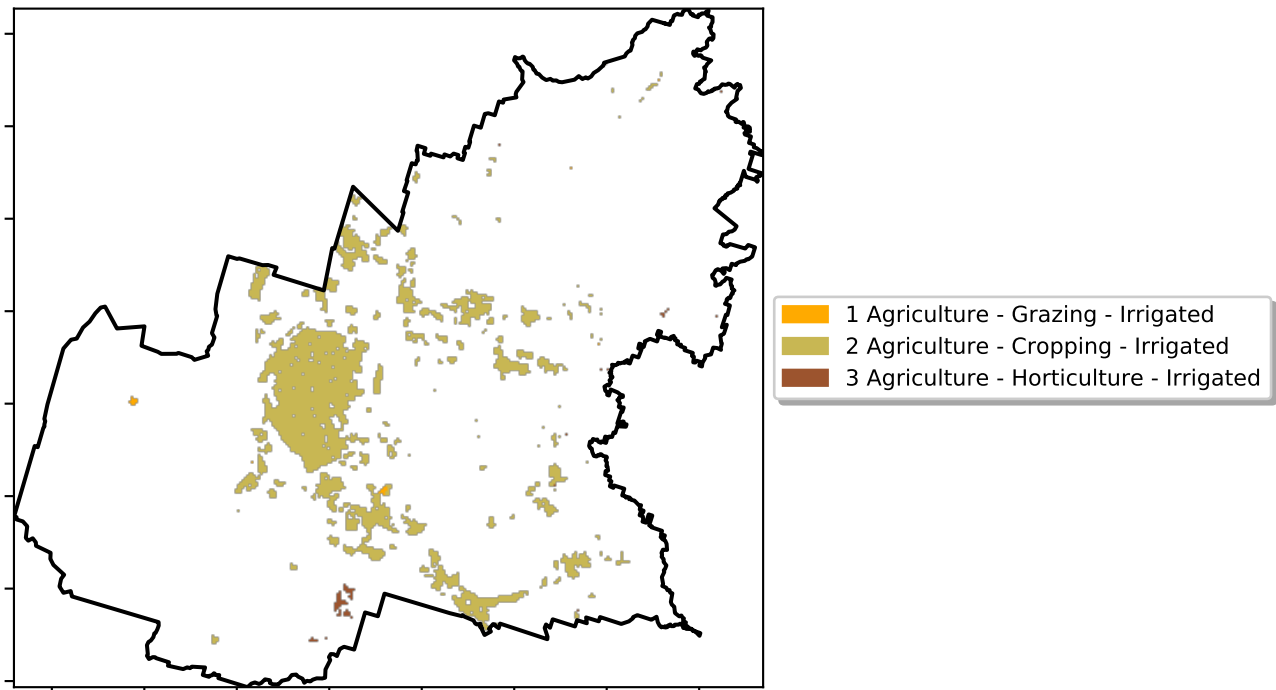 1 Agriculture - Grazing - Irrigated
2 Agriculture - Cropping - Irrigated
3 Agriculture - Horticulture - Irrigated